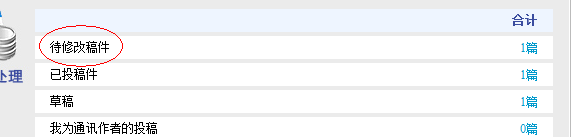 合计
待修改稿件 1篇
已投稿件 1篇
处理
草稿 1篇
我为通讯作者的投稿 0篇